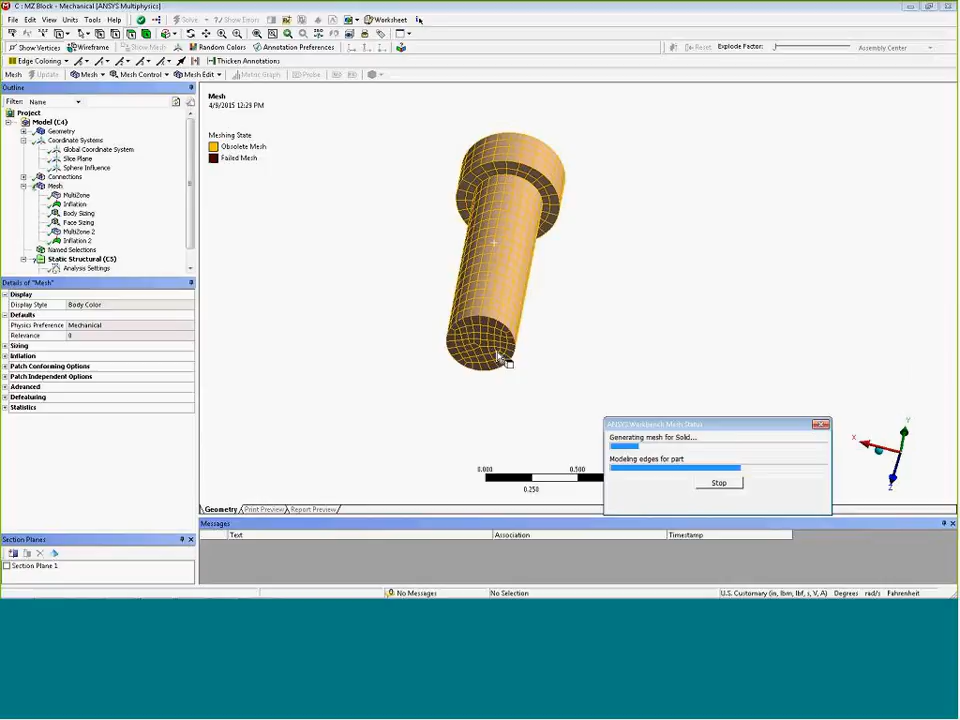 C : MZ Block - Mechanical [ANSYS Multiphysics]
File Edit View Units Tools Help Solve Show Errors Worksheet
Show Vertices Wireframe Show Mesh Random Colors Annotation Preferences Reset Explode Factor: Assembly Center
Edge Coloring Thicken Annotations
Mesh Update Mesh Mesh Control Mesh Edit Metric Graph Probe
Outline
Filter: Name
Project
Model (C4)
Geometry
Coordinate Systems
Global Coordinate System
Slice Plane
Sphere Influence
Connections
Mesh
MultiZone
Inflation
Body Sizing
Face Sizing
MultiZone 2
Inflation 2
Named Selections
Static Structural (C5)
Analysis Settings
Details of "Mesh"
Display
Display Style Body Color
Defaults
Physics Preference Mechanical
Relevance 0
Sizing
Inflation
Patch Conforming Options
Patch Independent Options
Advanced
Defeaturing
Statistics
Section Planes
Section Plane 1
Mesh
4/9/2015 12:29 PM
Meshing State
Obsolete Mesh
Failed Mesh
ANSYS Workbench Mesh Status
Generating mesh for Solid...
Modeling edges for part
Stop
0.000 0.500
0.250
X Y Z
Geometry Print Preview Report Preview
Messages
Text Association Timestamp
No Messages No Selection U.S. Customary (in, lbm, lbf, s, V, A) Degrees rad/s Fahrenheit